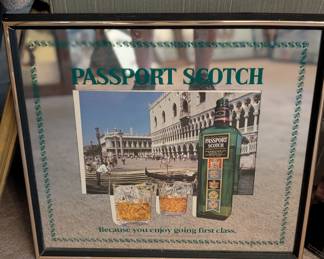 PASSPORT SCOTCH
PASSPORT
SCOTCH
Because you enjoy going first class.